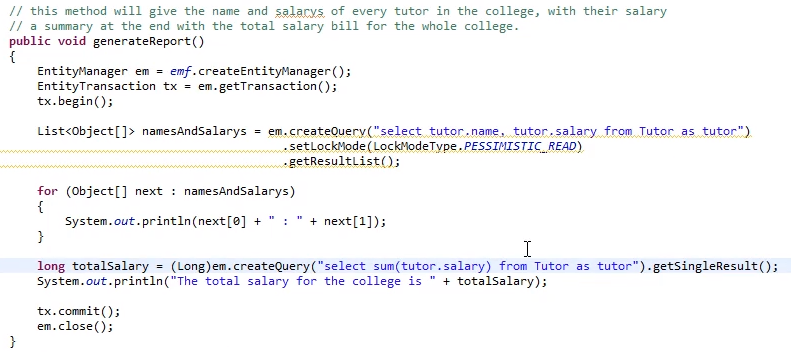 // this method will give the name and salarys of every tutor in the college, with their salary
// a summary at the end with the total salary bill for the whole college.
public void generateReport()
{
    EntityManager em = emf.createEntityManager();
    EntityTransaction tx = em.getTransaction();
    tx.begin();

    List<Object[]> namesAndSalarys = em.createQuery("select tutor.name, tutor.salary from Tutor as tutor")
                                       .setLockMode(LockModeType.PESSIMISTIC_READ)
                                       .getResultList();

    for (Object[] next : namesAndSalarys)
    {
        System.out.println(next[0] + " : " + next[1]);
    }

    long totalSalary = (Long)em.createQuery("select sum(tutor.salary) from Tutor as tutor").getSingleResult();
    System.out.println("The total salary for the college is " + totalSalary);

    tx.commit();
    em.close();
}